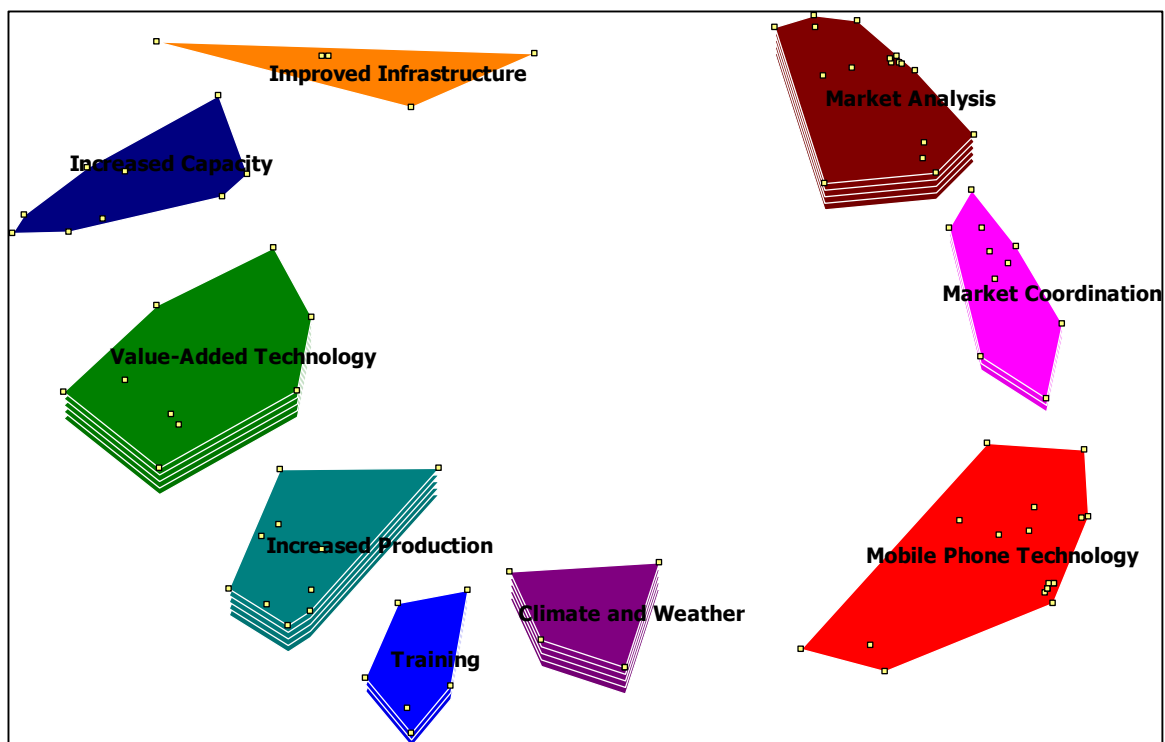 Improved Infrastructure
Market Analysis
Increased Capacity
Market Coordination
Value-Added Technology
Increased Production
Mobile Phone Technology
Climate and Weather
Training